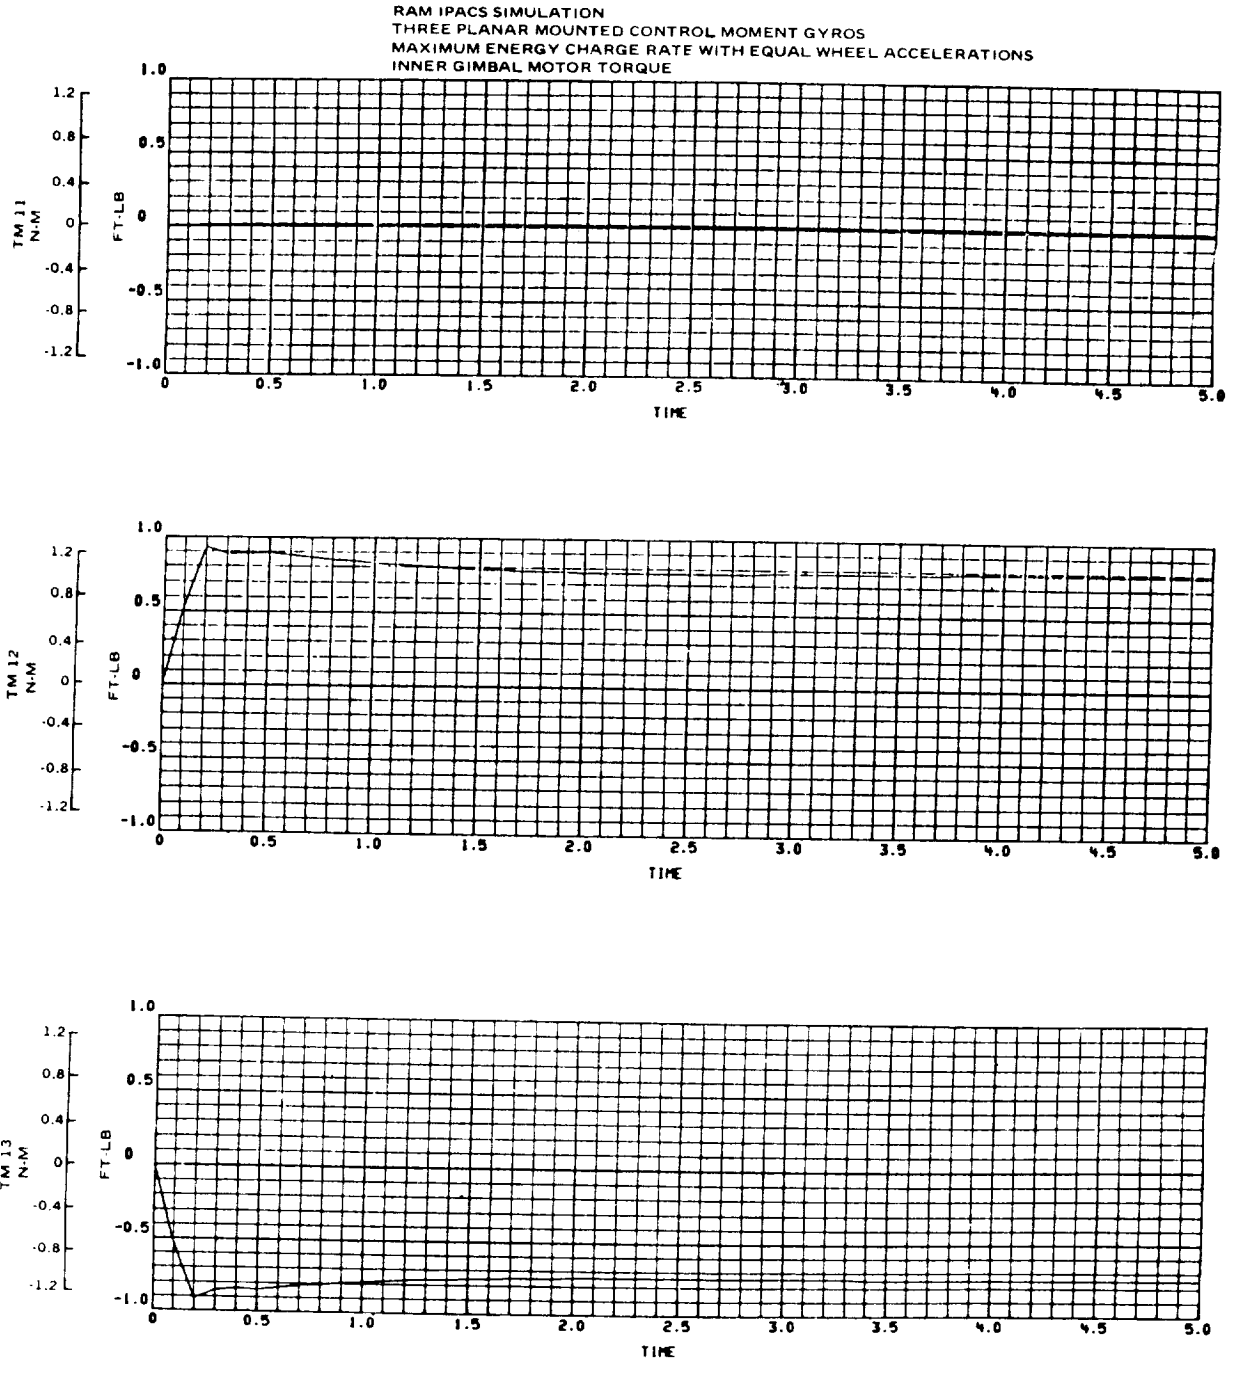 RAM IPACS SIMULATION
THREE PLANAR MOUNTED CONTROL MOMENT GYROS
MAXIMUM ENERGY CHARGE RATE WITH EQUAL WHEEL ACCELERATIONS
INNER GIMBAL MOTOR TORQUE
TM 11
N-M
1.2
0.8
0.4
0
-0.4
-0.8
-1.2
FT-LB
1.0
0.5
0
-0.5
-1.0
0 0.5 1.0 1.5 2.0 2.5 3.0 3.5 4.0 4.5 5.0
TIME
TM 12
N-M
1.2
0.8
0.4
0
-0.4
-0.8
-1.2
FT-LB
1.0
0.5
0
-0.5
-1.0
0 0.5 1.0 1.5 2.0 2.5 3.0 3.5 4.0 4.5 5.0
TIME
TM 13
N-M
1.2
0.8
0.4
0
-0.4
-0.8
-1.2
FT-LB
1.0
0.5
0
-0.5
-1.0
0 0.5 1.0 1.5 2.0 2.5 3.0 3.5 4.0 4.5 5.0
TIME